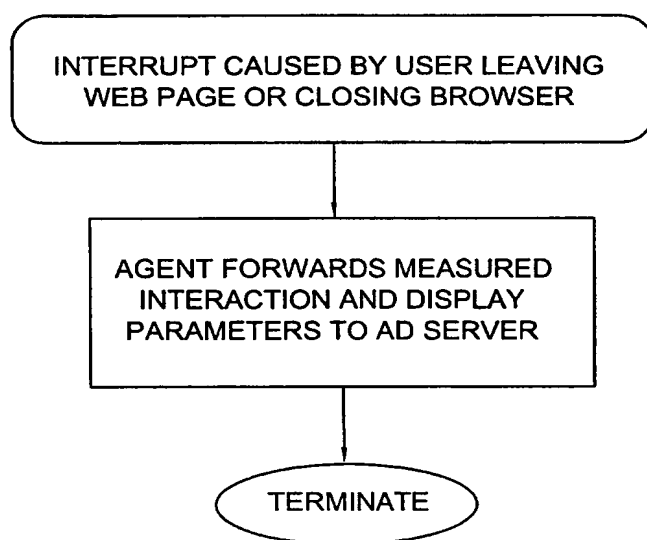 INTERRUPT CAUSED BY USER LEAVING
WEB PAGE OR CLOSING BROWSER
AGENT FORWARDS MEASURED
INTERACTION AND DISPLAY
PARAMETERS TO AD SERVER
TERMINATE